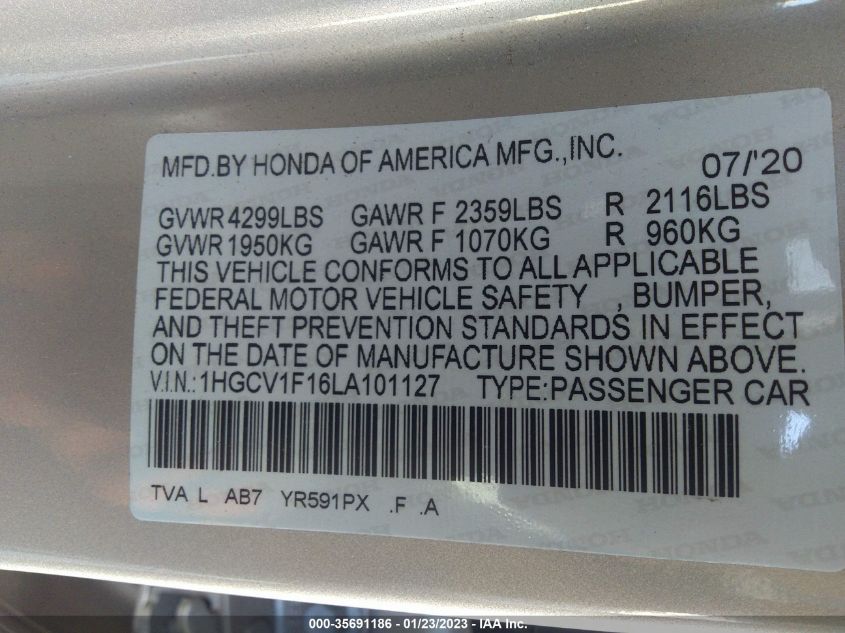 MFD.BY HONDA OF AMERICA MFG.,INC. 07/'20
GVWR 4299LBS GAWR F 2359LBS R 2116LBS
GVWR 1950KG GAWR F 1070KG R 960KG
THIS VEHICLE CONFORMS TO ALL APPLICABLE
FEDERAL MOTOR VEHICLE SAFETY , BUMPER,
AND THEFT PREVENTION STANDARDS IN EFFECT
ON THE DATE OF MANUFACTURE SHOWN ABOVE.
V.I.N.:1HGCV1F16LA101127 TYPE:PASSENGER CAR
TVA L AB7 YR591PX .F .A
000-35691186 - 01/23/2023 - IAA Inc.